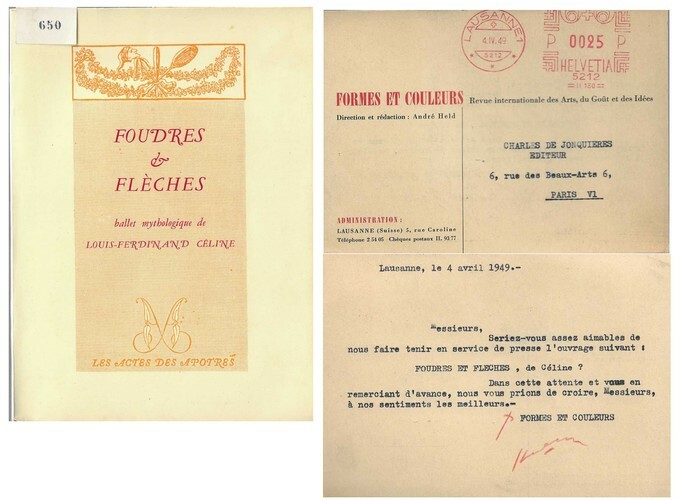 650
FOUDRES
&
FLÈCHES
ballet mythologique de
LOUIS-FERDINAND CÉLINE
LES ACTES DES APOTRES
LAUSANNE 1
4.IV.49
5212
P 0025 P
HELVETIA
5212
FORMES ET COULEURS
Direction et rédaction : André Held
Revue internationale des Arts, du Goût et des Idées
CHARLES DE JONQUIERES
EDITEUR
6, rue des Beaux-Arts 6,
PARIS VI
ADMINISTRATION :
LAUSANNE (Suisse) 5, rue Caroline
Téléphone 3 54 05 - Chèques postaux II. 93 77
Lausanne, le 4 avril 1949.-
Messieurs,
Seriez-vous assez aimables de
nous faire tenir en service de presse l'ouvrage suivant :
FOUDRES ET FLECHES , de Céline ?
Dans cette attente et vous en
remerciant d'avance, nous vous prions de croire, Messieurs,
à nos sentiments les meilleurs.-
FORMES ET COULEURS